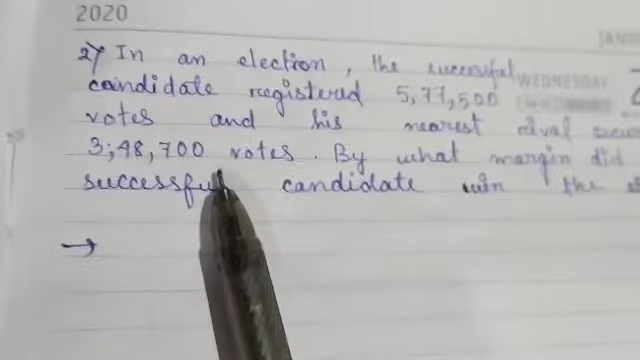 2020
2) In an election, the successful
WEDNESDAY
candidate registered 5,77,500
votes and his nearest rival
3,48,700 votes. By what margin did
successful candidate win the
→